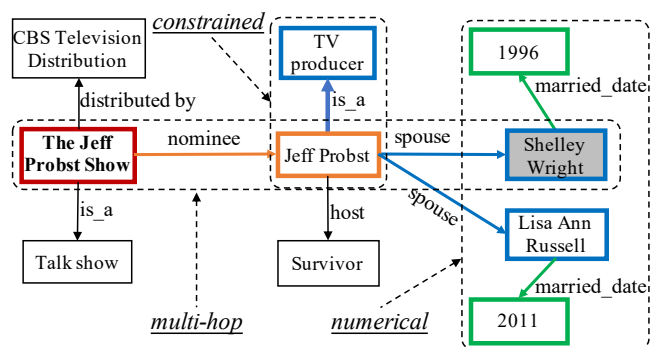 CBS Television
Distribution
constrained
TV
producer
1996
married_date
distributed by
is_a
The Jeff
Probst Show
nominee
Jeff Probst
spouse
Shelley
Wright
is_a
host
spouse
Lisa Ann
Russell
Talk show
Survivor
married_date
multi-hop
numerical
2011